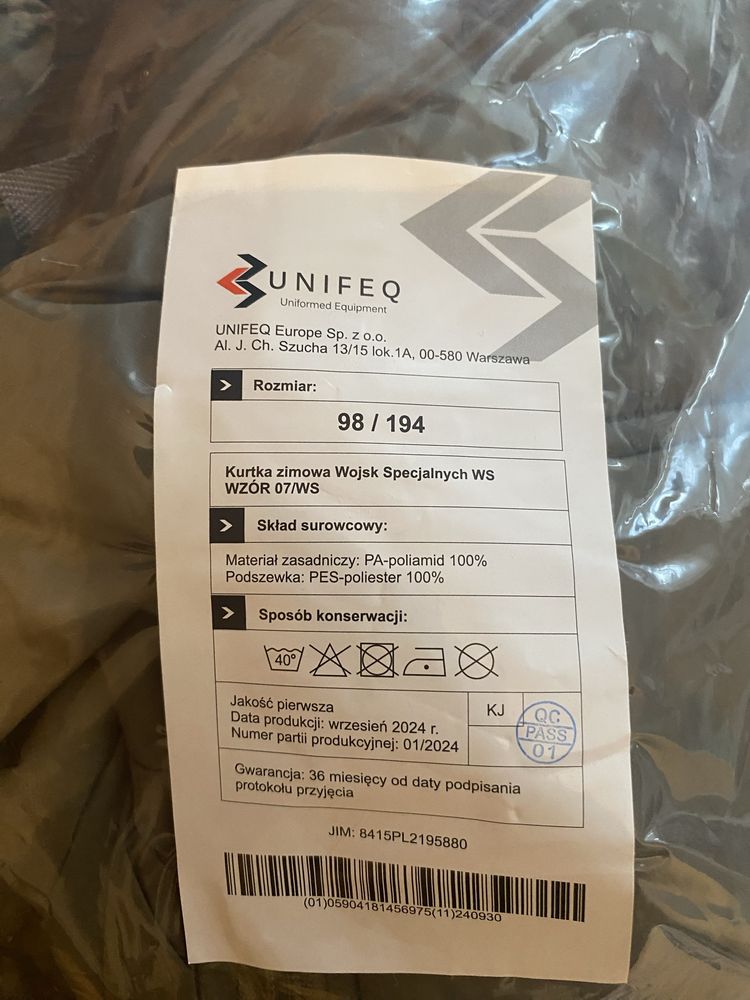 UNIFEQ
Uniformed Equipment
UNIFEQ Europe Sp. z o.o.
Al. J. Ch. Szucha 13/15 lok.1A, 00-580 Warszawa
Rozmiar:
98 / 194
Kurtka zimowa Wojsk Specjalnych WS
WZÓR 07/WS
Skład surowcowy:
Materiał zasadniczy: PA-poliamid 100%
Podszewka: PES-poliester 100%
Sposób konserwacji:
40°
Jakość pierwsza
Data produkcji: wrzesień 2024 r.
Numer partii produkcyjnej: 01/2024
KJ
QC
PASS
01
Gwarancja: 36 miesięcy od daty podpisania
protokołu przyjęcia
JIM: 8415PL2195880
(01)05904181456975(11)240930